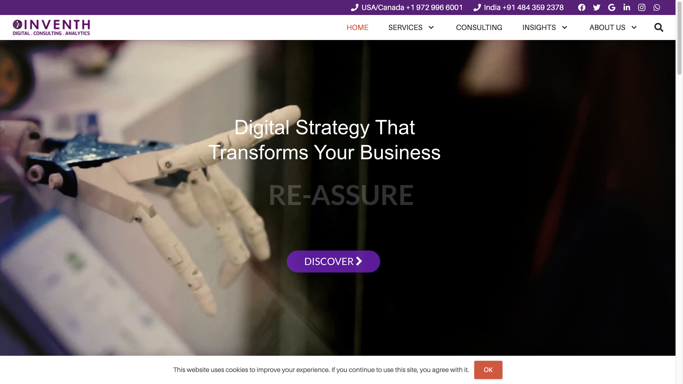 USA/Canada +1 972 996 6001 India +91 484 359 2378
INVENTH
DIGITAL . CONSULTING . ANALYTICS
HOME SERVICES CONSULTING INSIGHTS ABOUT US
Digital Strategy That
Transforms Your Business
RE-ASSURE
DISCOVER
This website uses cookies to improve your experience. If you continue to use this site, you agree with it. OK